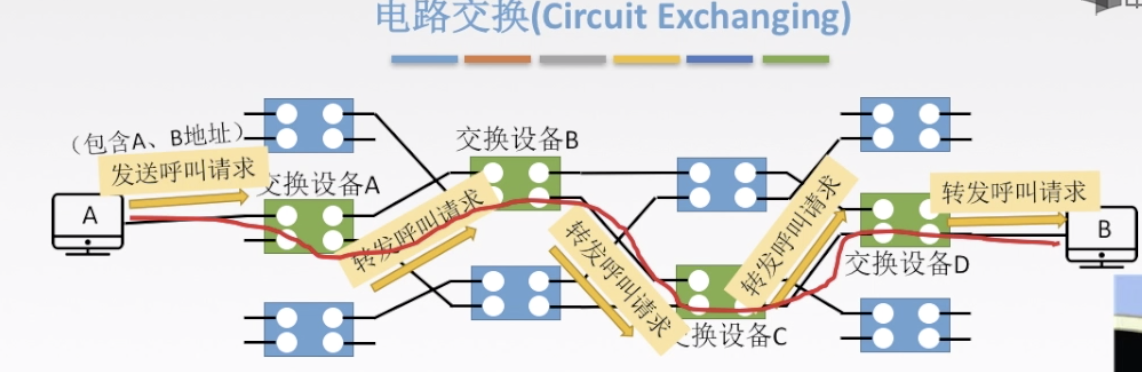 电路交换(Circuit Exchanging)
（包含A、B地址）
发送呼叫请求
交换设备A
A
转发呼叫请求
交换设备B
转发呼叫请求
交换设备C
转发呼叫请求
交换设备D
转发呼叫请求
B